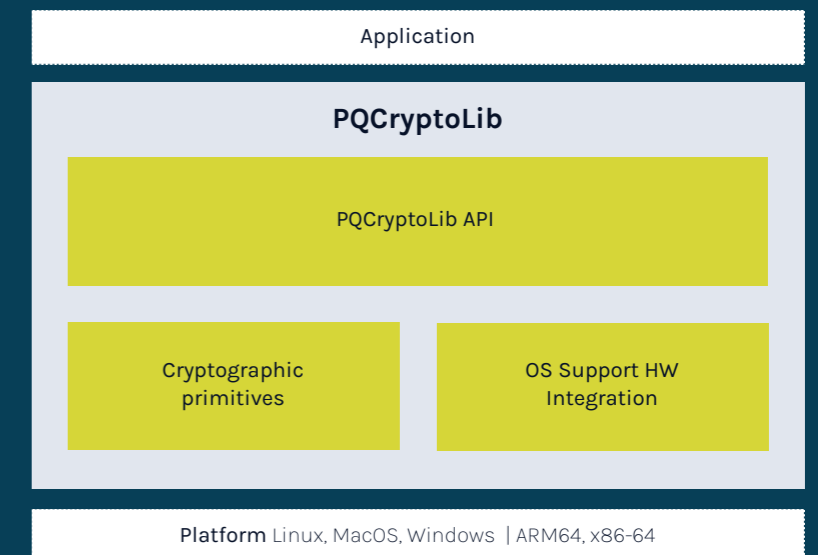 Application
PQCryptoLib
PQCryptoLib API
Cryptographic
primitives
OS Support HW
Integration
Platform Linux, MacOS, Windows | ARM64, x86-64